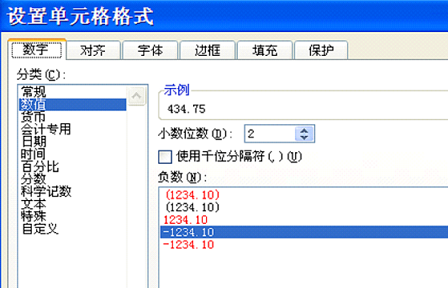 设置单元格格式
数字 对齐 字体 边框 填充 保护
分类(C):
常规
数值
货币
会计专用
日期
时间
百分比
分数
科学记数
文本
特殊
自定义
示例
434.75
小数位数(D): 2
使用千位分隔符(,)(U)
负数(N):
(1234.10)
(1234.10)
1234.10
-1234.10
-1234.10